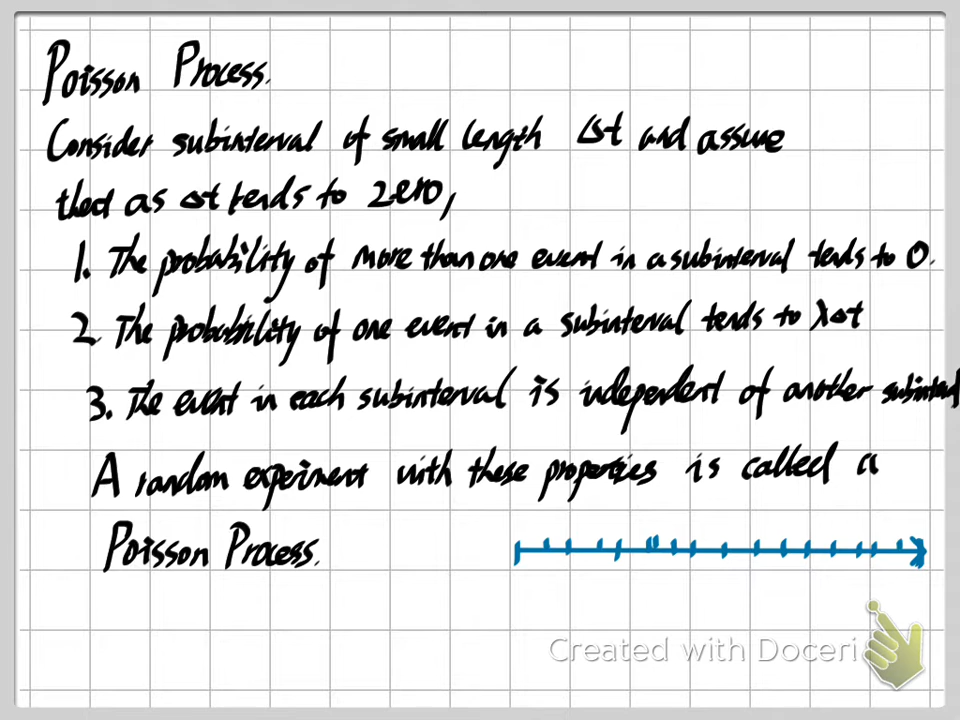 Poisson Process.
Consider subinterval of small length Δt and assume
that as Δt tends to zero,
1. The probability of more than one event in a subinterval tends to 0.
2. The probability of one event in a subinterval tends to λΔt
3. The event in each subinterval is independent of another subinterval
A random experiment with these properties is called a
Poisson Process.
Created with Doceri